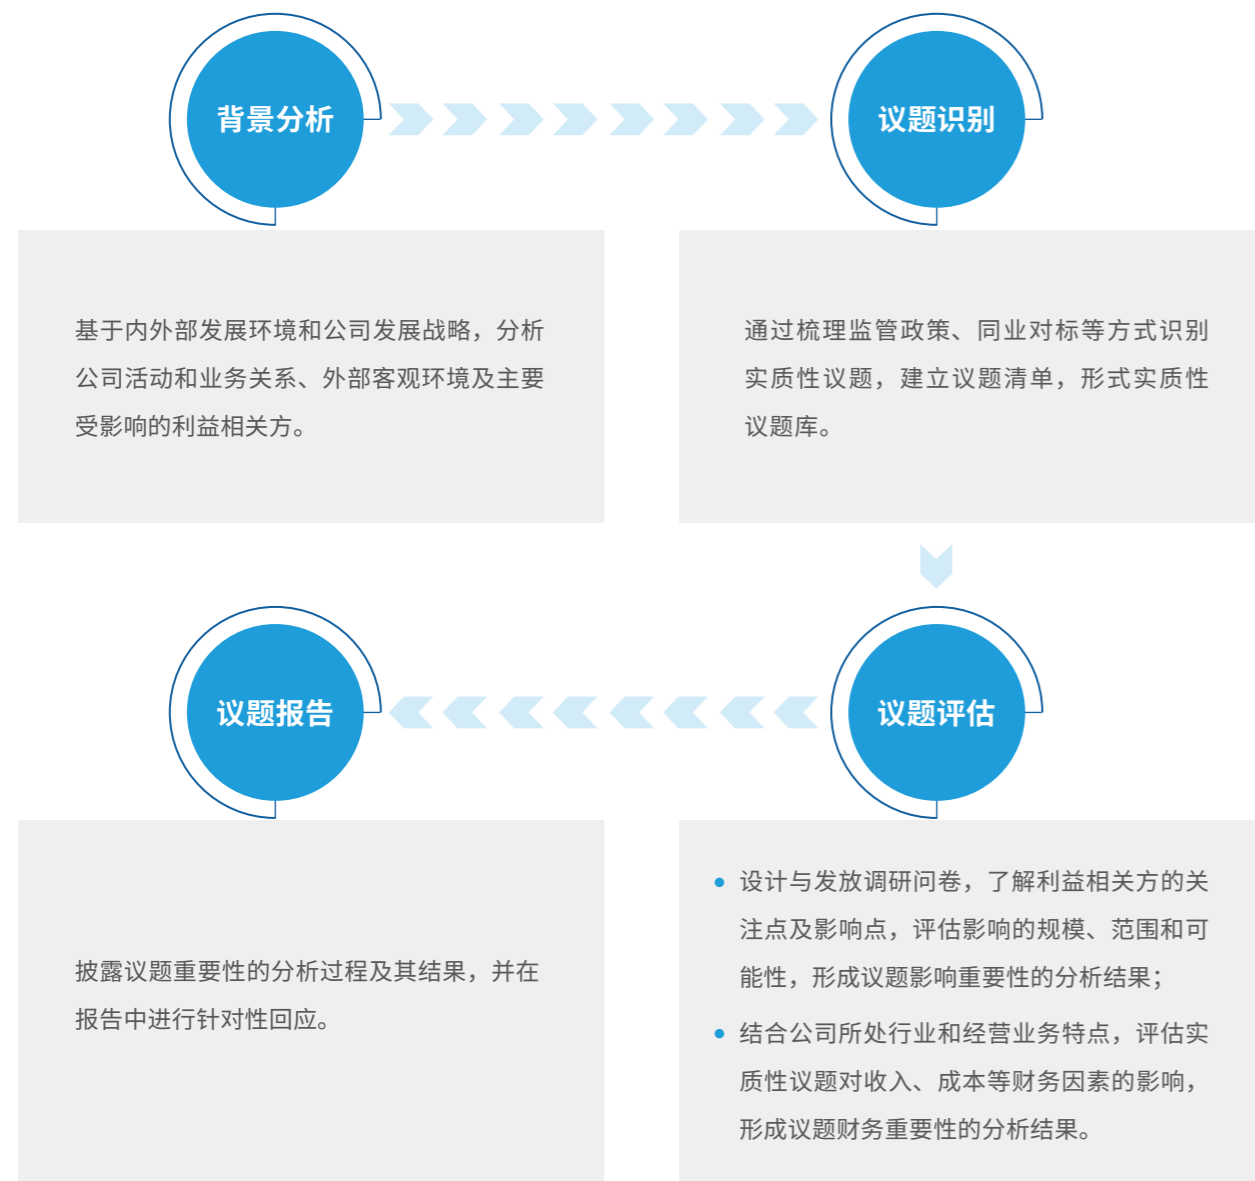 背景分析
基于内外部发展环境和公司发展战略，分析
公司活动和业务关系、外部客观环境及主要
受影响的利益相关方。
议题识别
通过梳理监管政策、同业对标等方式识别
实质性议题，建立议题清单，形式实质性
议题库。
议题评估
设计与发放调研问卷，了解利益相关方的关
注点及影响点，评估影响的规模、范围和可
能性，形成议题影响重要性的分析结果；
结合公司所处行业和经营业务特点，评估实
质性议题对收入、成本等财务因素的影响，
形成议题财务重要性的分析结果。
议题报告
披露议题重要性的分析过程及其结果，并在
报告中进行针对性回应。